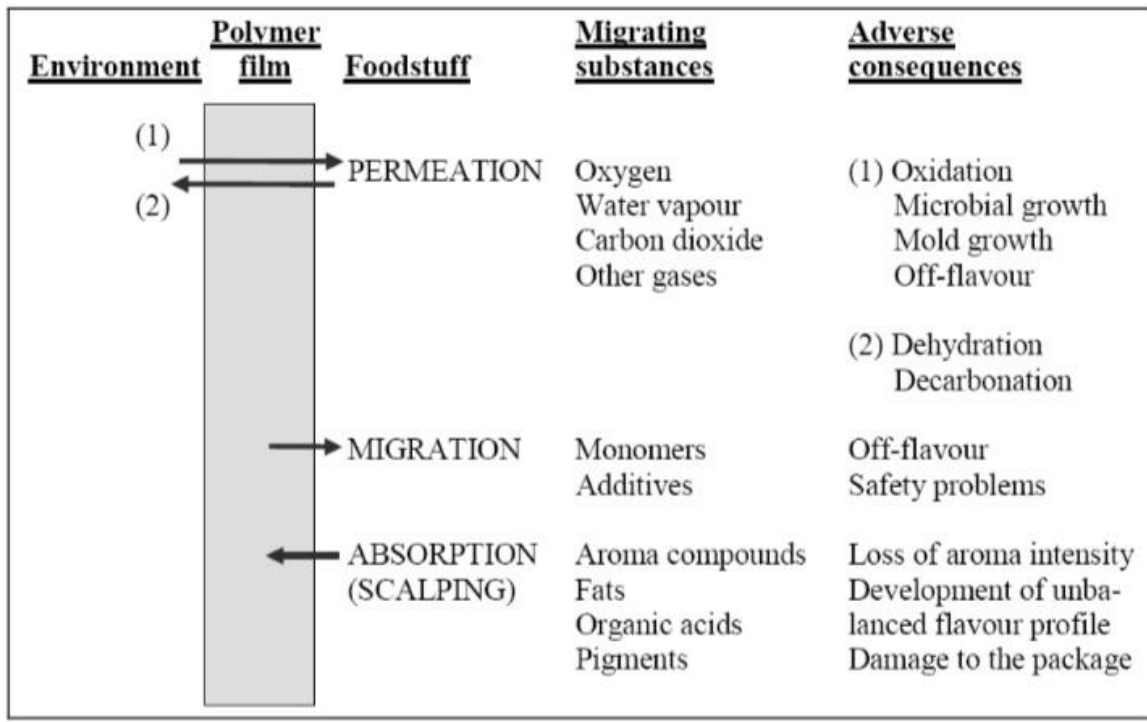 Environment
Polymer
film
Foodstuff
Migrating
substances
Adverse
consequences
(1)
(2)
PERMEATION
Oxygen
Water vapour
Carbon dioxide
Other gases
(1) Oxidation
Microbial growth
Mold growth
Off-flavour
(2) Dehydration
Decarbonation
MIGRATION
Monomers
Additives
Off-flavour
Safety problems
ABSORPTION
(SCALPING)
Aroma compounds
Fats
Organic acids
Pigments
Loss of aroma intensity
Development of unba-
lanced flavour profile
Damage to the package